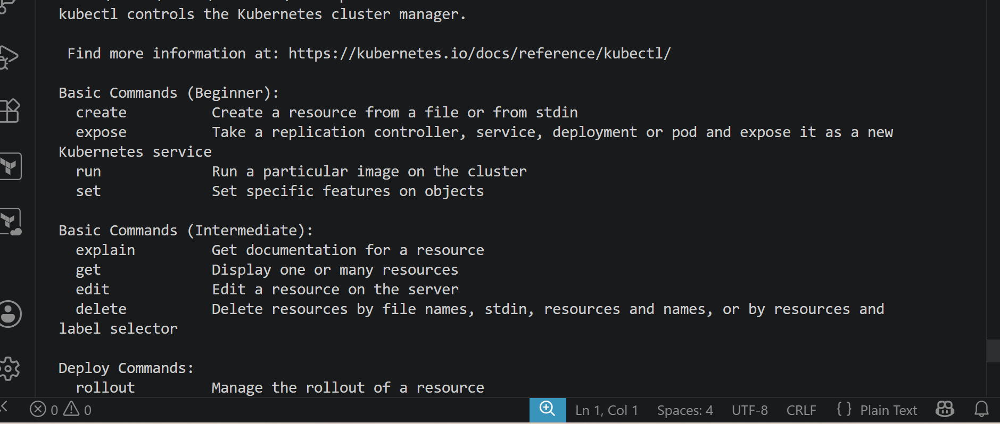 kubectl controls the Kubernetes cluster manager.

 Find more information at: https://kubernetes.io/docs/reference/kubectl/

Basic Commands (Beginner):
  create          Create a resource from a file or from stdin
  expose          Take a replication controller, service, deployment or pod and expose it as a new
Kubernetes service
  run             Run a particular image on the cluster
  set             Set specific features on objects

Basic Commands (Intermediate):
  explain         Get documentation for a resource
  get             Display one or many resources
  edit            Edit a resource on the server
  delete          Delete resources by file names, stdin, resources and names, or by resources and
label selector

Deploy Commands:
  rollout         Manage the rollout of a resource
0 0 Ln 1, Col 1 Spaces: 4 UTF-8 CRLF {} Plain Text